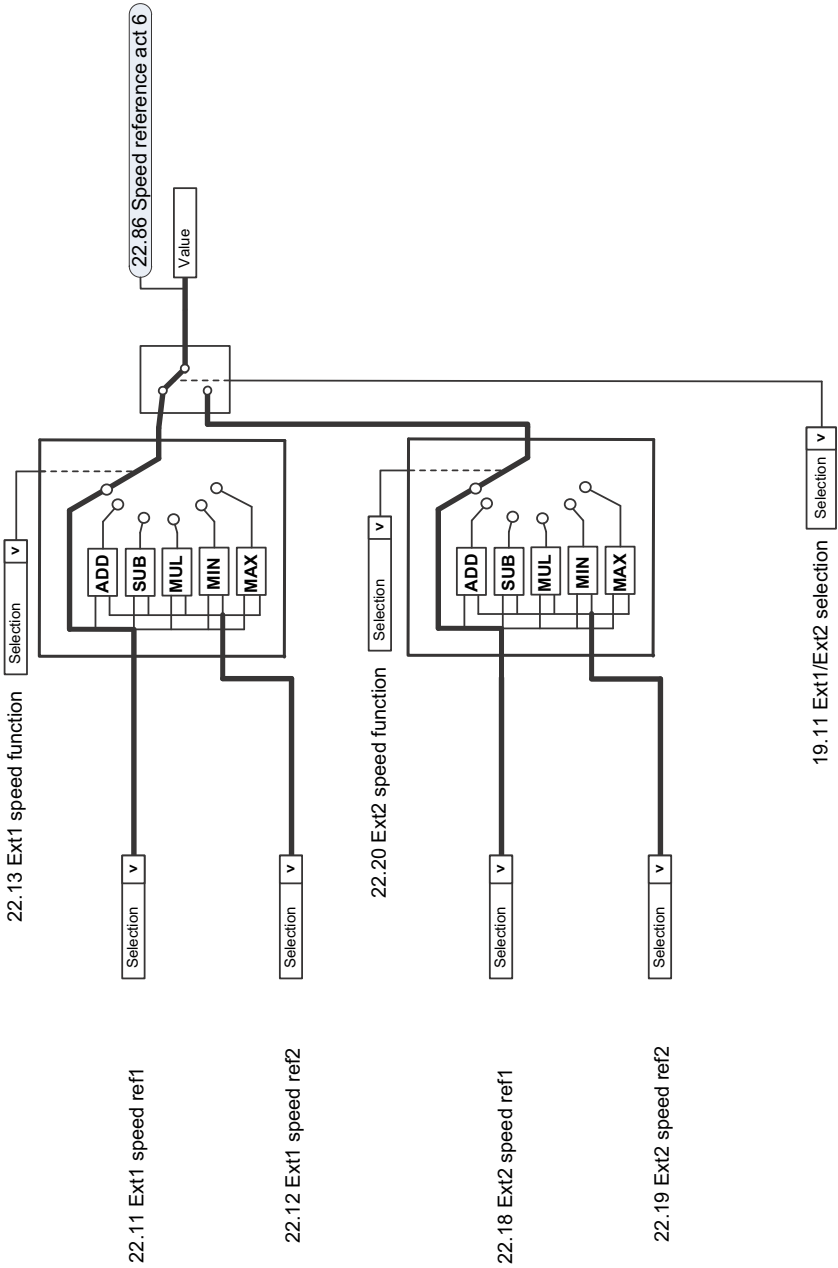 22.13 Ext1 speed function
Selection v
22.11 Ext1 speed ref1
Selection v
22.12 Ext1 speed ref2
Selection v
ADD
SUB
MUL
MIN
MAX
22.86 Speed reference act 6
Value
22.20 Ext2 speed function
Selection v
22.18 Ext2 speed ref1
Selection v
22.19 Ext2 speed ref2
Selection v
ADD
SUB
MUL
MIN
MAX
19.11 Ext1/Ext2 selection
Selection v